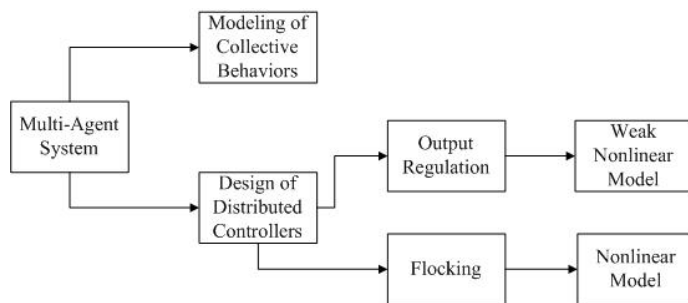 Modeling of
Collective
Behaviors
Multi-Agent
System
Design of
Distributed
Controllers
Output
Regulation
Weak
Nonlinear
Model
Flocking
Nonlinear
Model